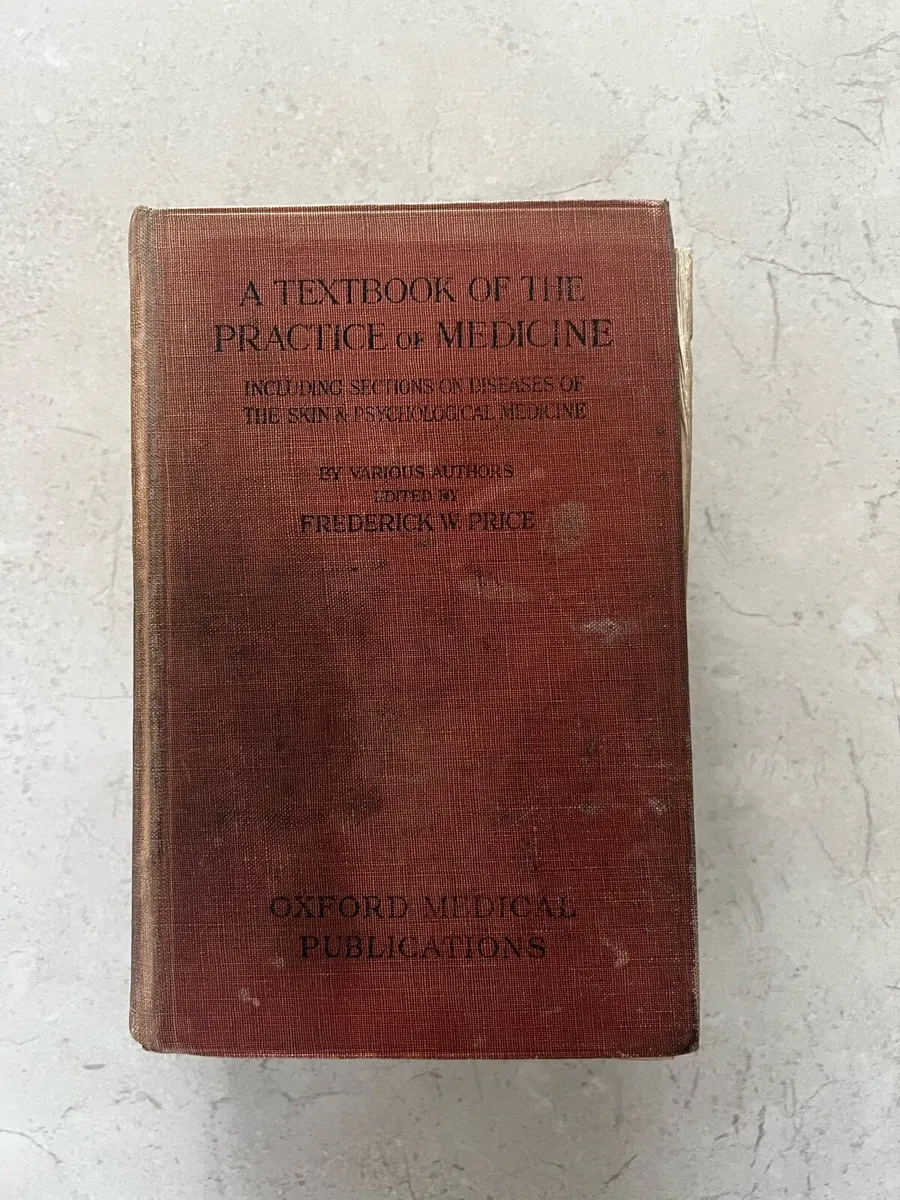 A TEXTBOOK OF THE
PRACTICE OF MEDICINE
INCLUDING SECTIONS ON DISEASES OF
THE SKIN & PSYCHOLOGICAL MEDICINE
BY VARIOUS AUTHORS
EDITED BY
FREDERICK W. PRICE
OXFORD MEDICAL
PUBLICATIONS